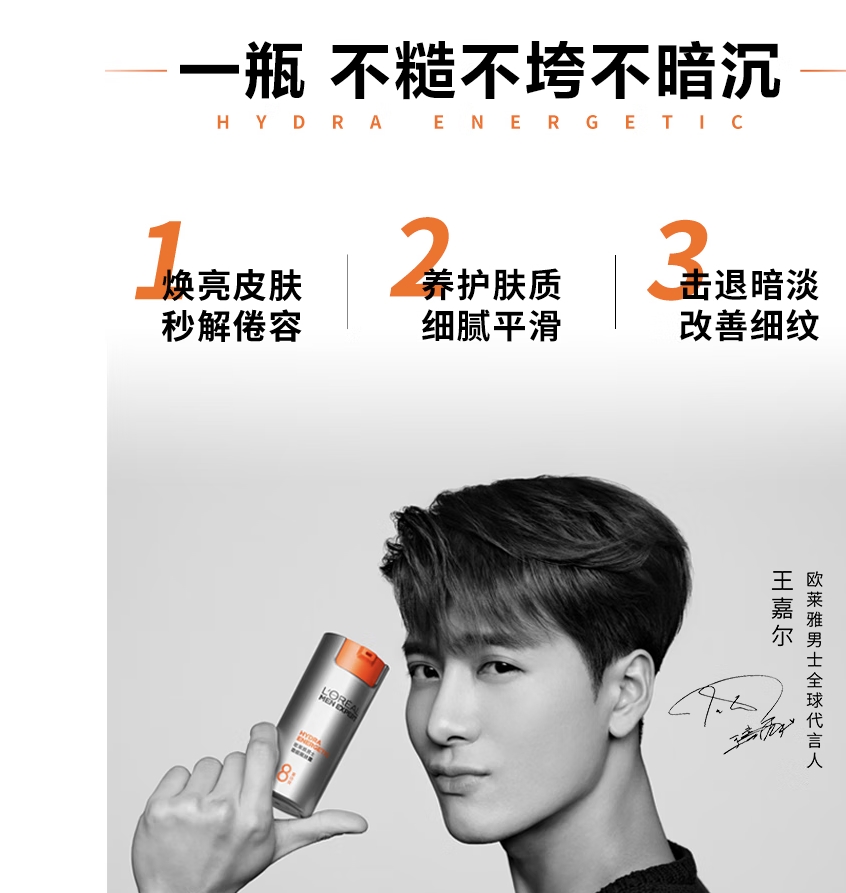 一瓶 不糙不垮不暗沉
HYDRA ENERGETIC
1
焕亮皮肤
秒解倦容
2
养护肤质
细腻平滑
3
击退暗淡
改善细纹
欧莱雅男士全球代言人
王嘉尔
L'ORÉAL
MEN EXPERT
HYDRA
ENERGETIC
8